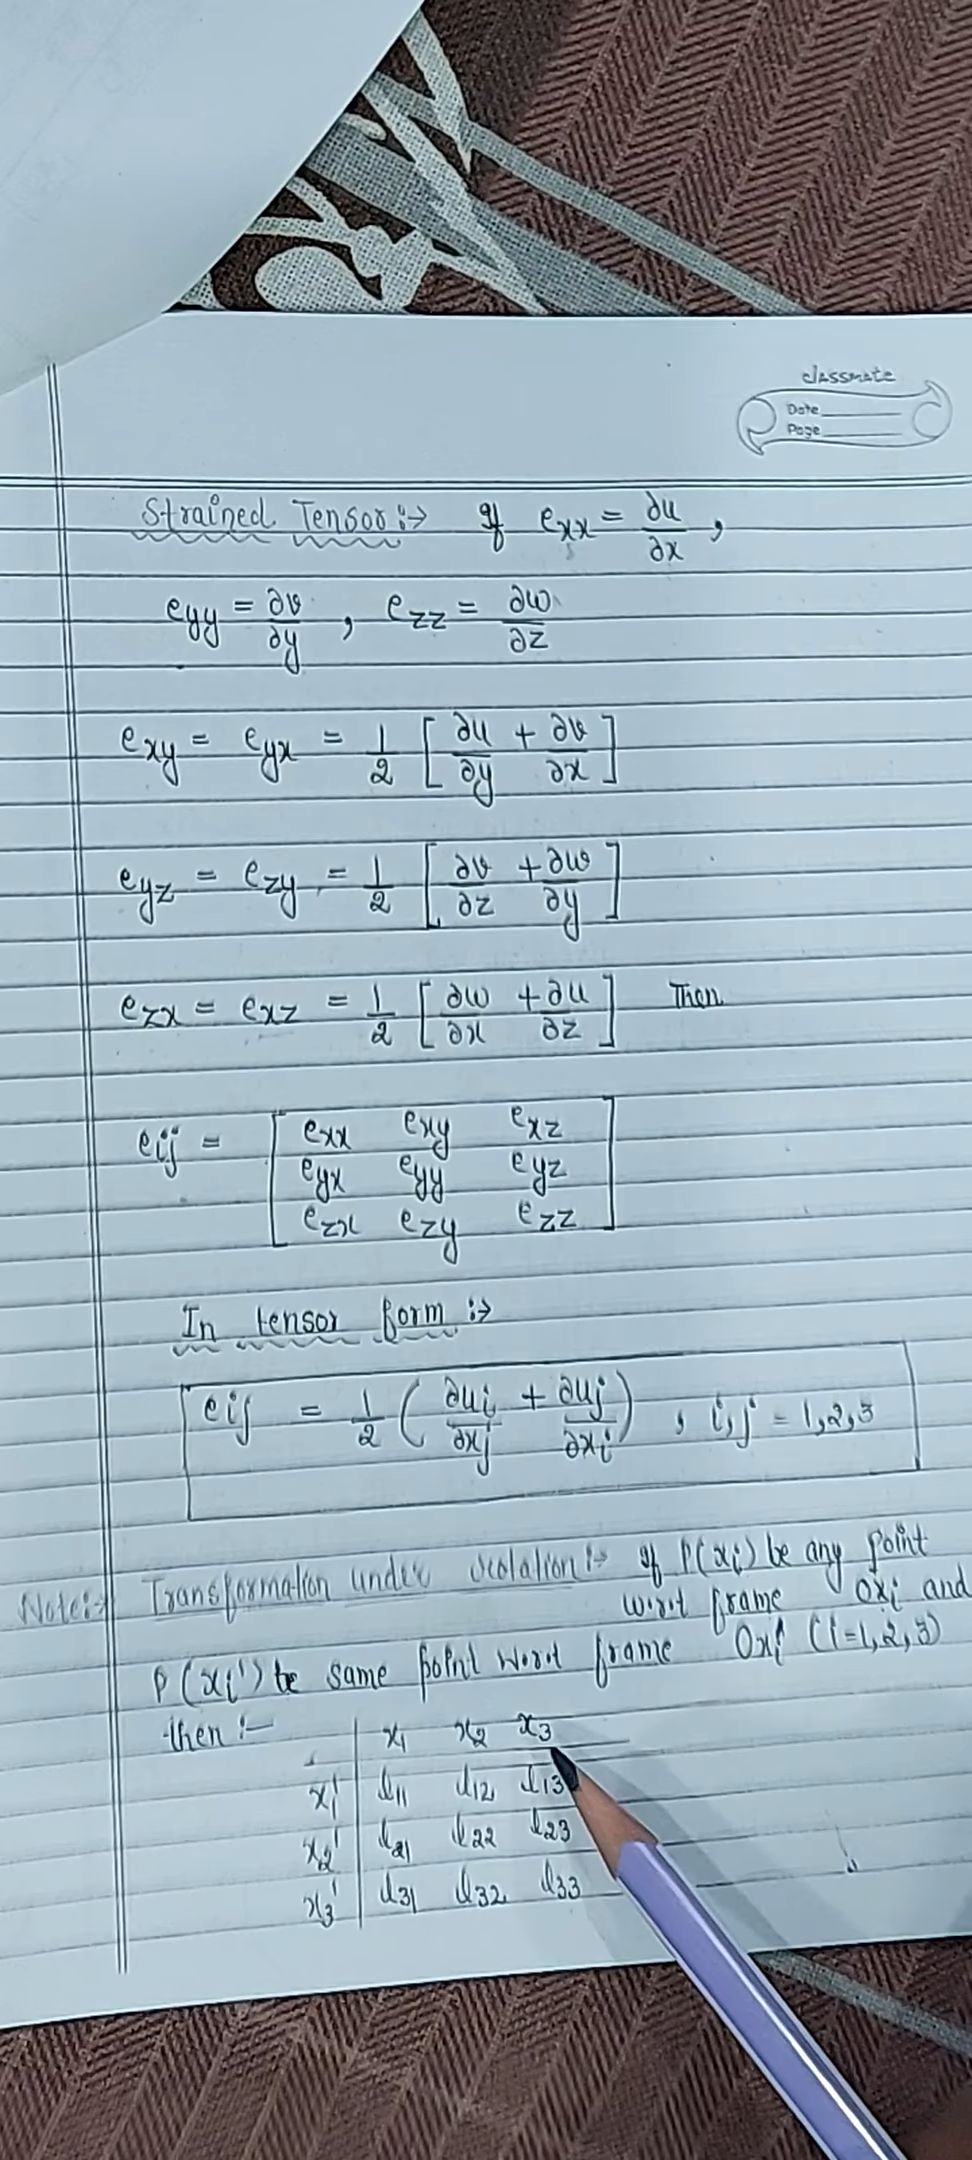 classmate
Date
Page
Strained Tensor :→ If exx = ∂u/∂x ,
eyy = ∂v/∂y , ezz = ∂w/∂z
exy = eyx = 1/2 [∂u/∂y + ∂v/∂x]
eyz = ezy = 1/2 [∂v/∂z + ∂w/∂y]
ezx = exz = 1/2 [∂w/∂x + ∂u/∂z] Then
eij = [exx exy exz
eyx eyy eyz
ezx ezy ezz]
In tensor form :→
eij = 1/2 (∂ui/∂xj + ∂uj/∂xi) , i,j = 1,2,3
Note:→ Transformation under rotation :→ If P(xi) be any point
w.r.t frame oxi and
P(xi') be same point w.r.t frame Oxi' (i=1,2,3)
then :-
x1 x2 x3
x1' l11 l12 l13
x2' l21 l22 l23
x3' l31 l32 l33